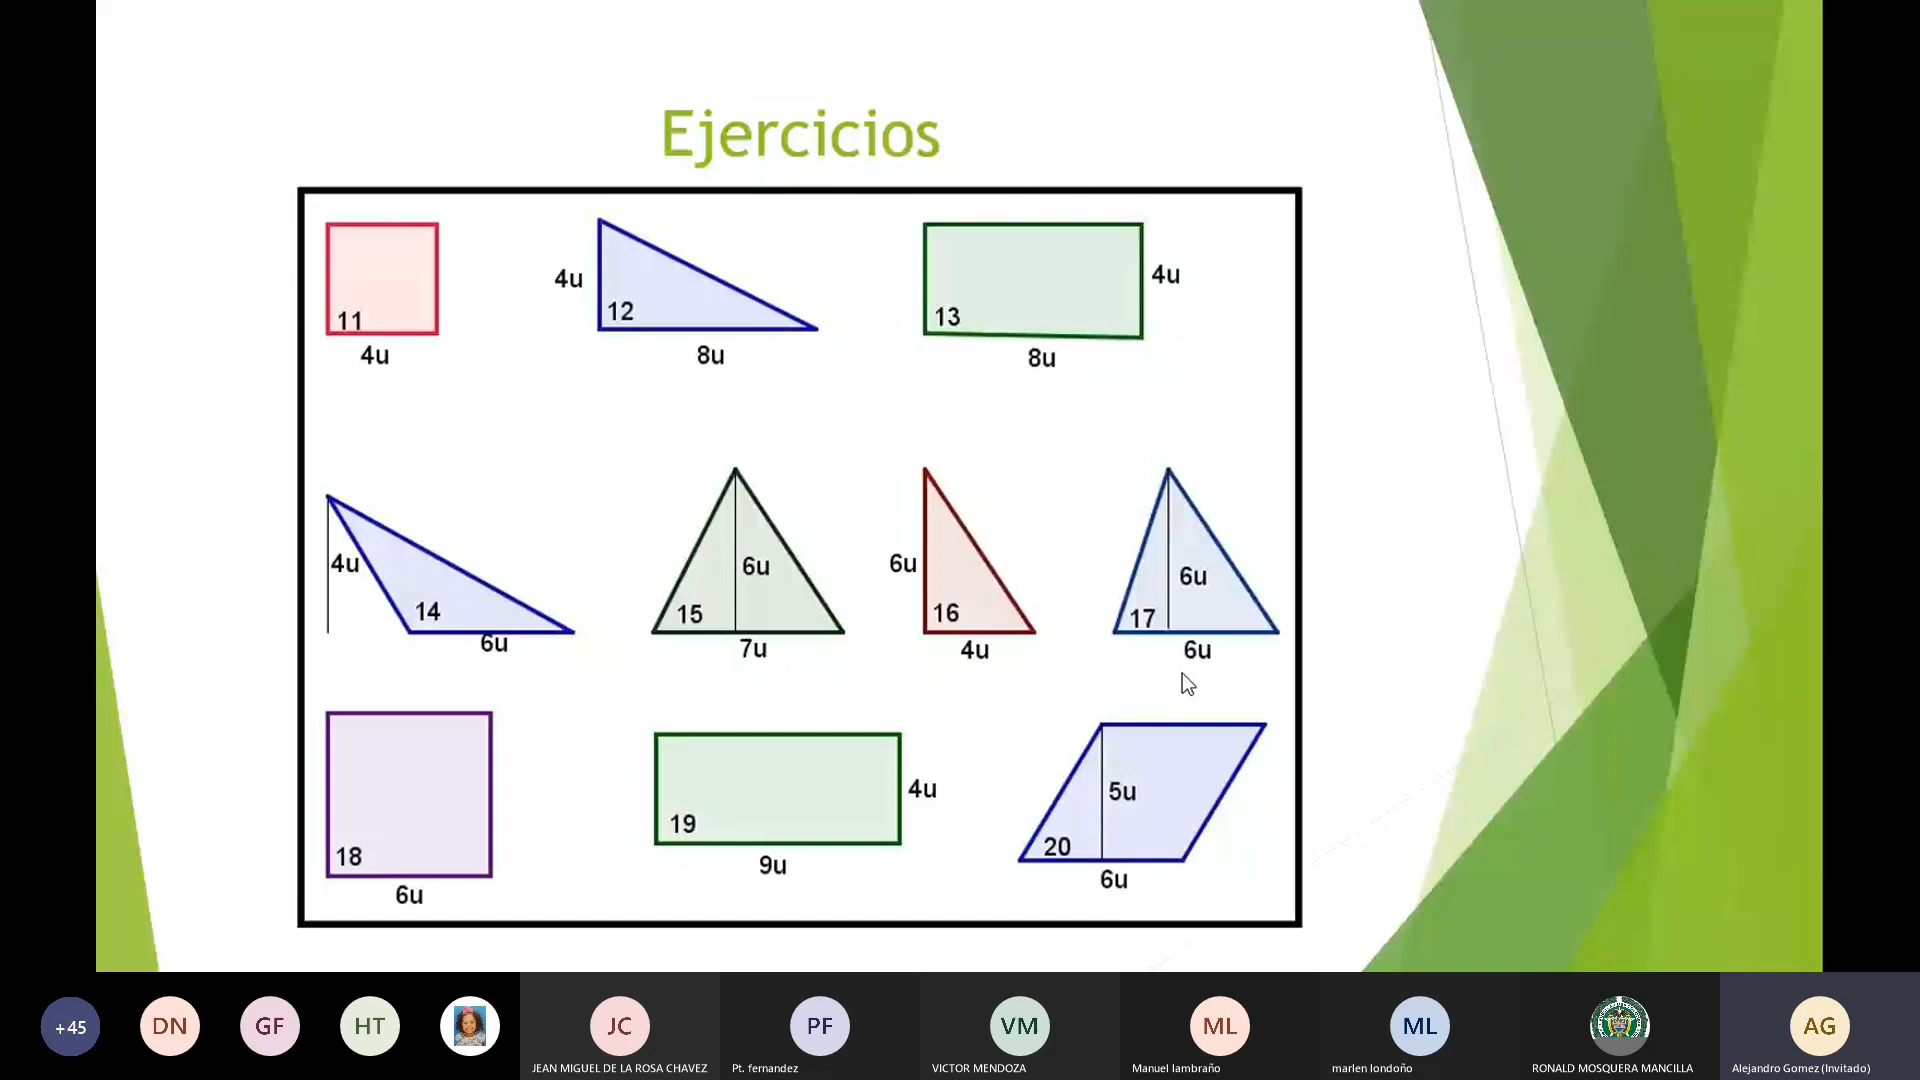 Ejercicios
11
4u
4u
12
8u
4u
13
8u
4u
14
6u
6u
15
7u
6u
16
4u
6u
17
6u
18
6u
4u
19
9u
5u
20
6u
+45
DN
GF
HT
JC
PF
VM
ML
ML
AG
JEAN MIGUEL DE LA ROSA CHAVEZ
Pt. fernandez
VICTOR MENDOZA
Manuel lambraño
marlen londoño
RONALD MOSQUERA MANCILLA
Alejandro Gomez (Invitado)